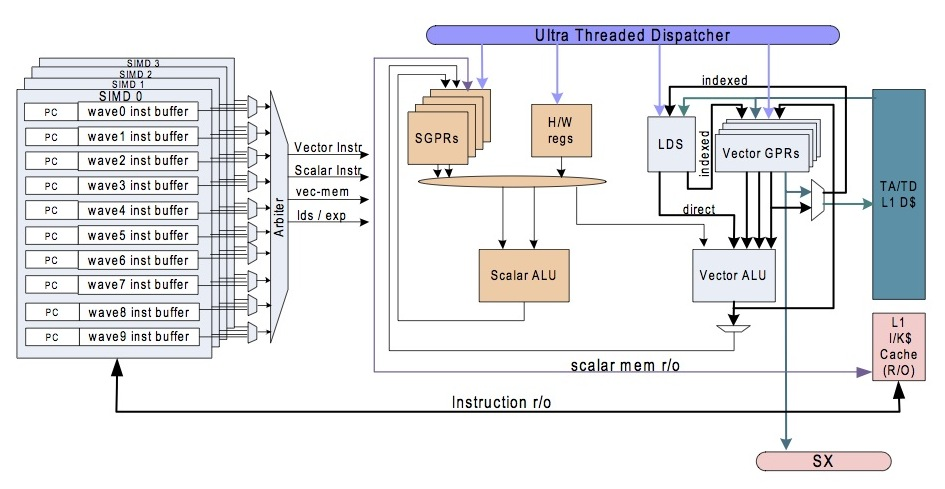 Ultra Threaded Dispatcher
SIMD 3
SIMD 2
SIMD 1
SIMD 0
PC wave0 inst buffer
PC wave1 inst buffer
PC wave2 inst buffer
PC wave3 inst buffer
PC wave4 inst buffer
PC wave5 inst buffer
PC wave6 inst buffer
PC wave7 inst buffer
PC wave8 inst buffer
PC wave9 inst buffer
Arbiter
Vector Instr
Scalar Instr
vec-mem
lds / exp
SGPRs
H/W
regs
Scalar ALU
LDS
indexed
indexed
direct
Vector GPRs
Vector ALU
TA/TD
L1 D$
L1
I/K$
Cache
(R/O)
scalar mem r/o
Instruction r/o
SX